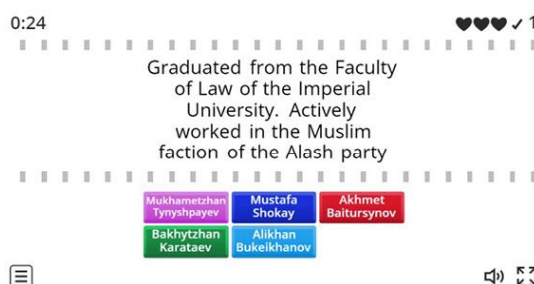 0:24
✓ 1
Graduated from the Faculty
of Law of the Imperial
University. Actively
worked in the Muslim
faction of the Alash party
Mukhametzhan
Tynyshpayev
Mustafa
Shokay
Akhmet
Baitursynov
Bakhytzhan
Karataev
Alikhan
Bukeikhanov